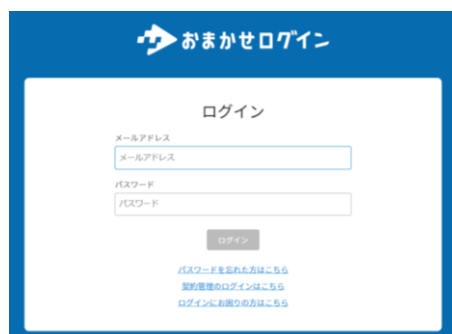 おまかせログイン
ログイン
メールアドレス
メールアドレス
パスワード
パスワード
ログイン
パスワードを忘れた方はこちら
契約管理のログインはこちら
ログインにお困りの方はこちら